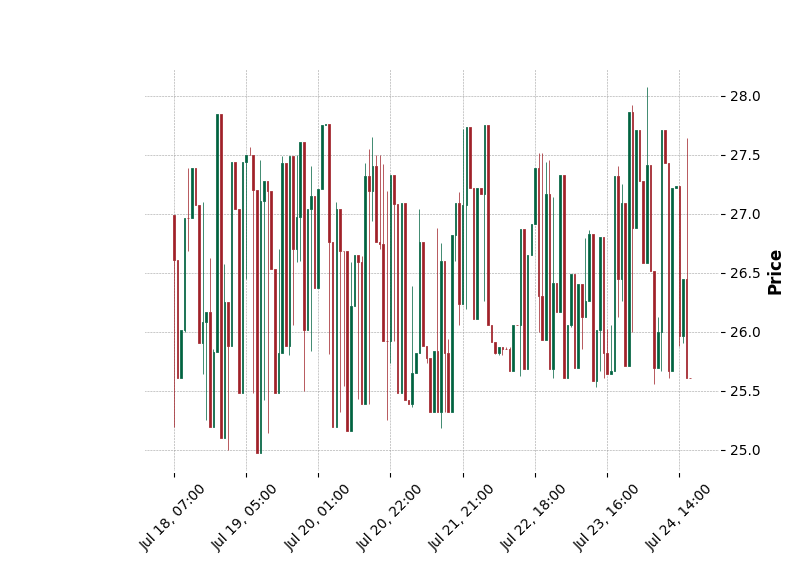 28.0
27.5
27.0
26.5
26.0
25.5
25.0
Price
Jul 18, 07:00
Jul 19, 05:00
Jul 20, 01:00
Jul 20, 22:00
Jul 21, 21:00
Jul 22, 18:00
Jul 23, 16:00
Jul 24, 14:00